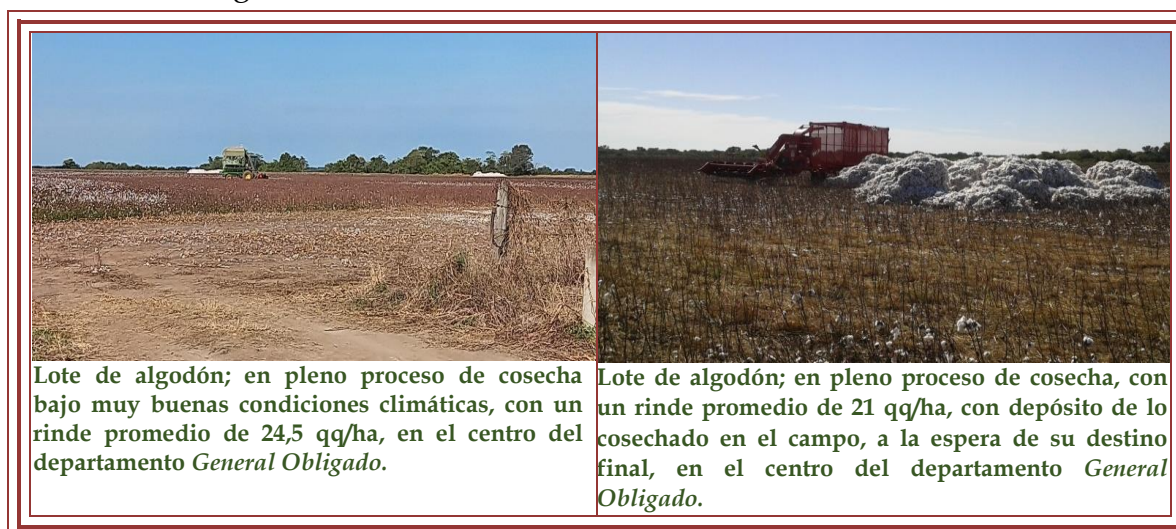 Lote de algodón; en pleno proceso de cosecha
bajo muy buenas condiciones climáticas, con un
rinde promedio de 24,5 qq/ha, en el centro del
departamento General Obligado.
Lote de algodón; en pleno proceso de cosecha, con
un rinde promedio de 21 qq/ha, con depósito de lo
cosechado en el campo, a la espera de su destino
final, en el centro del departamento General
Obligado.